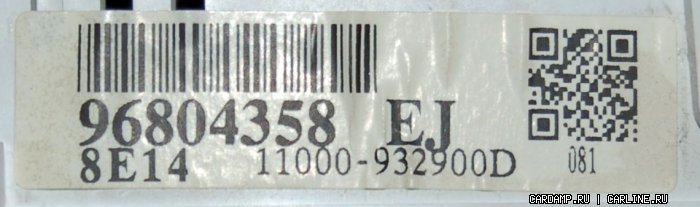 96804358 EJ
8E14 11000-932900D 081
CARDAMP.RU | CARLINE.RU